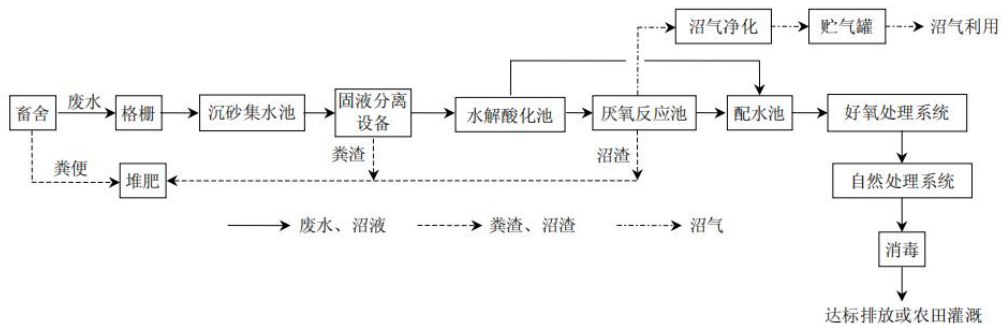 沼气净化
贮气罐
沼气利用
畜舍
废水
格栅
沉砂集水池
固液分离
设备
水解酸化池
厌氧反应池
配水池
好氧处理系统
粪便
堆肥
粪渣
沼渣
自然处理系统
废水、沼液
粪渣、沼渣
沼气
消毒
达标排放或农田灌溉